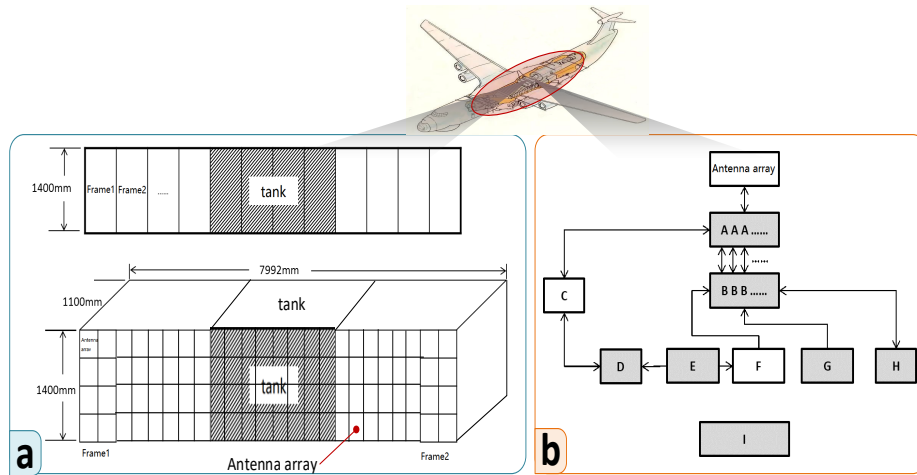 1400mm
Frame1
Frame2
......
tank
7992mm
1100mm
tank
Antenna
array
1400mm
tank
Frame1
Frame2
Antenna array
a
Antenna array
A A A ......
......
B B B ......
C
D
E
F
G
H
I
b